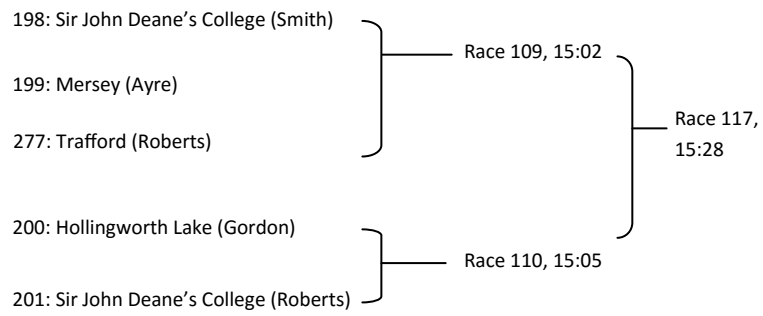 198: Sir John Deane’s College (Smith)
Race 109, 15:02
199: Mersey (Ayre)
277: Trafford (Roberts)
Race 117,
15:28
200: Hollingworth Lake (Gordon)
Race 110, 15:05
201: Sir John Deane’s College (Roberts)